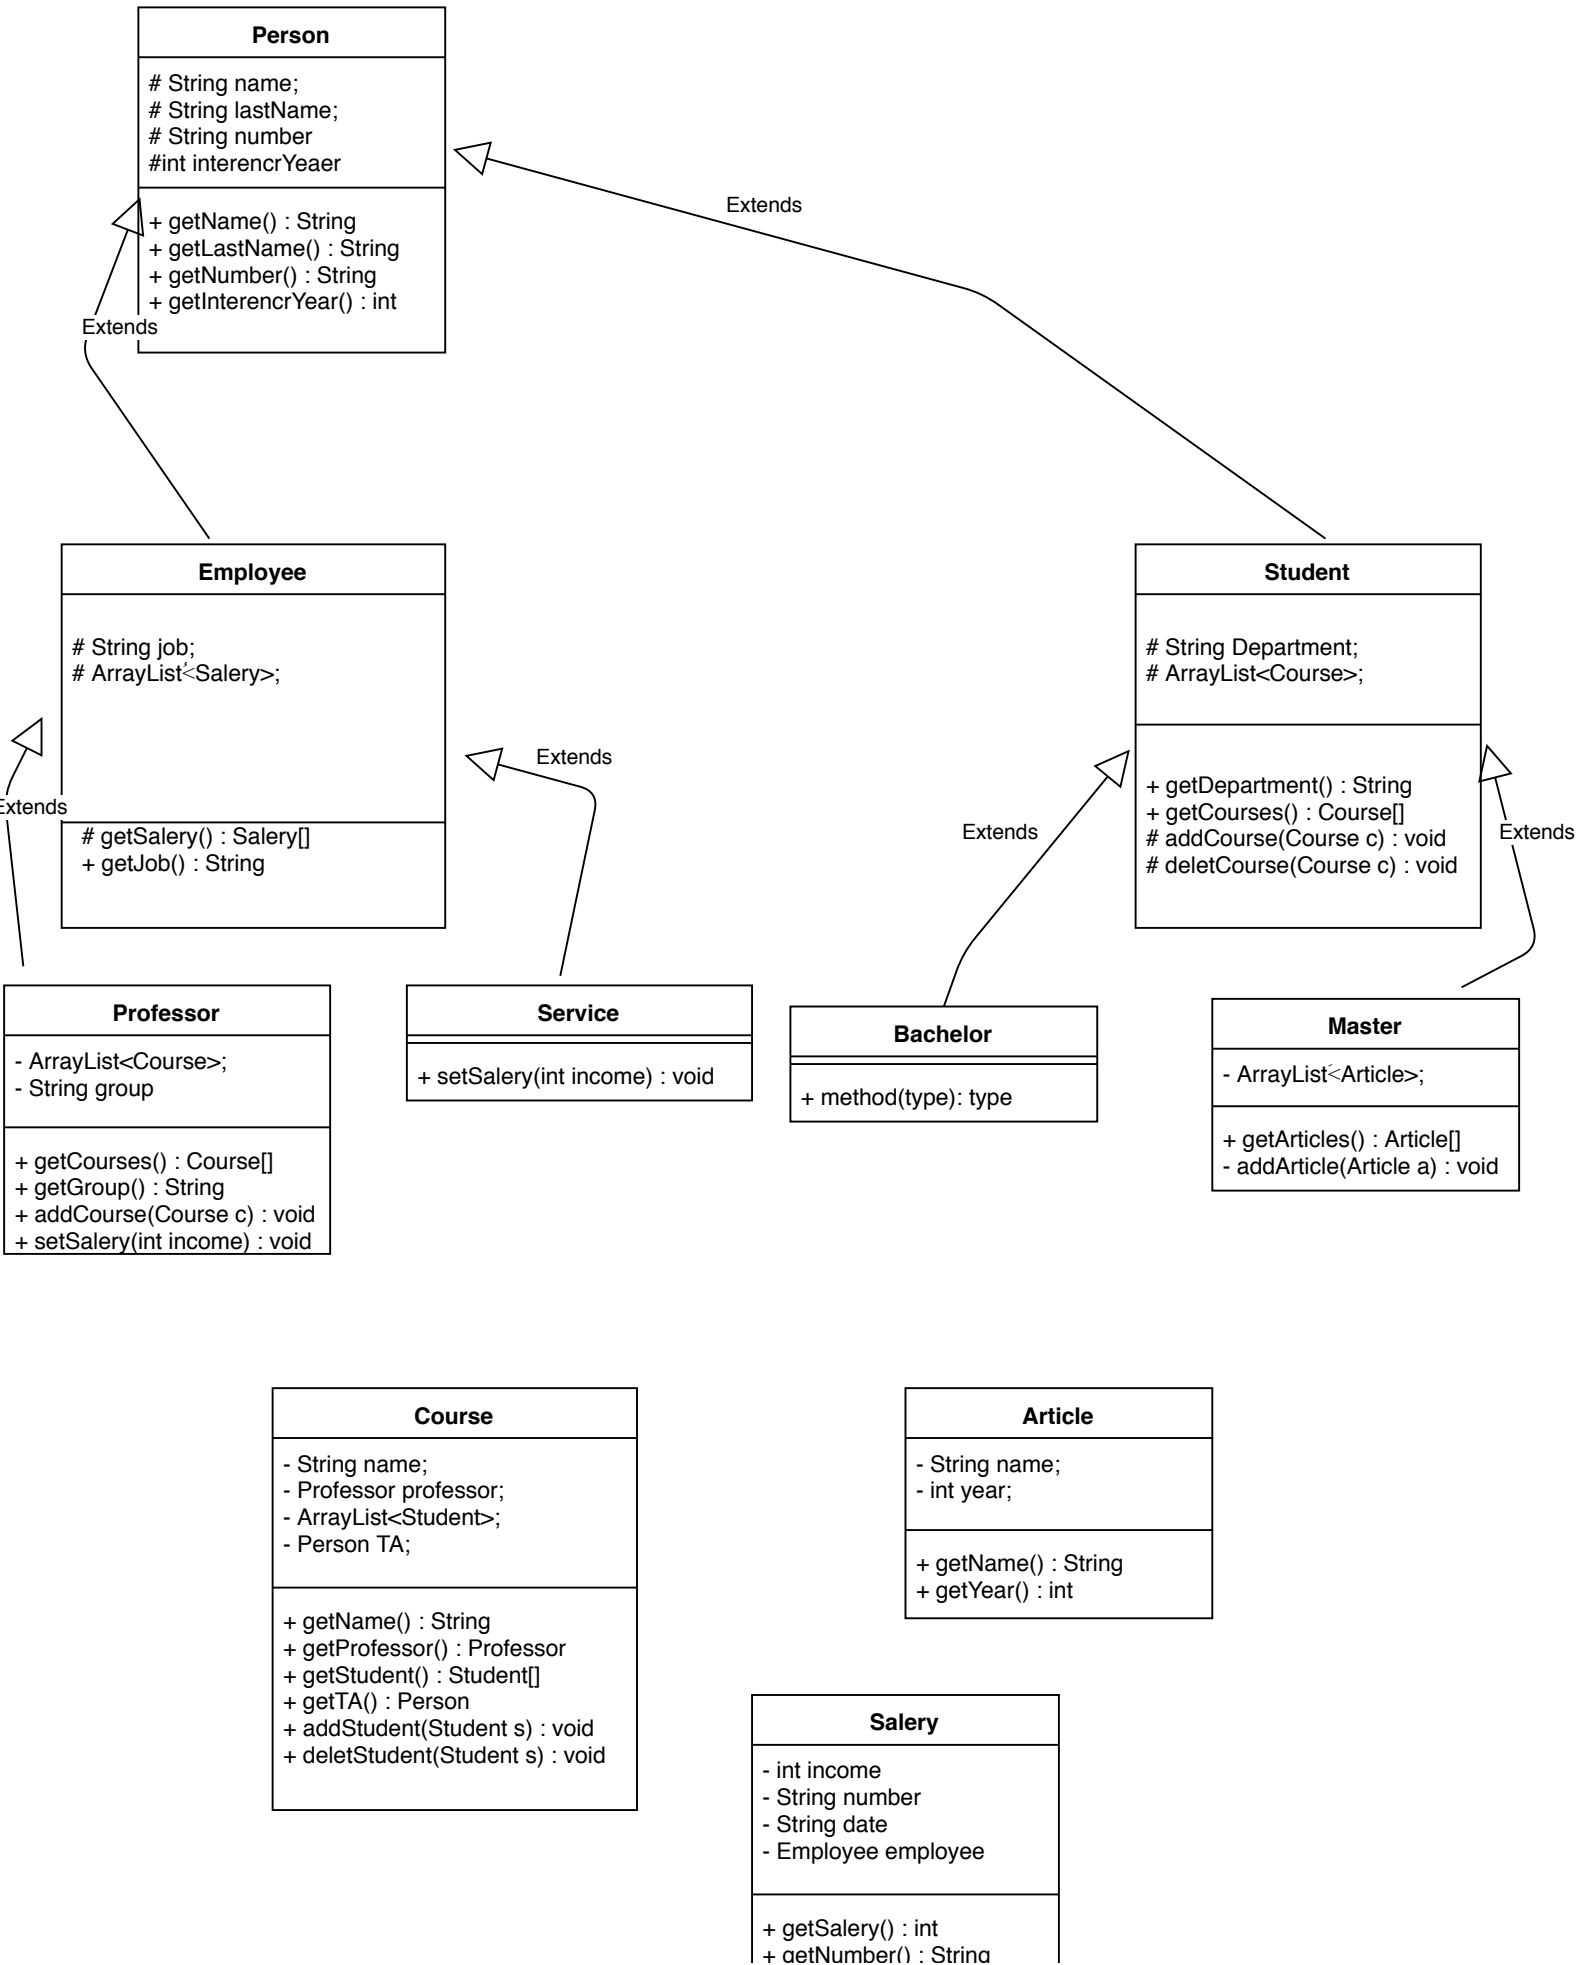 Person
# String name;
# String lastName;
# String number
#int interencrYeaer
+ getName() : String
+ getLastName() : String
+ getNumber() : String
+ getInterencrYear() : int
Extends
Extends
Employee
# String job;
# ArrayList<Salery>;
# getSalery() : Salery[]
+ getJob() : String
Student
# String Department;
# ArrayList<Course>;
+ getDepartment() : String
+ getCourses() : Course[]
# addCourse(Course c) : void
# deletCourse(Course c) : void
Extends
Extends
Extends
Extends
Professor
- ArrayList<Course>;
- String group
+ getCourses() : Course[]
+ getGroup() : String
+ addCourse(Course c) : void
+ setSalery(int income) : void
Service
+ setSalery(int income) : void
Bachelor
+ method(type): type
Master
- ArrayList<Article>;
+ getArticles() : Article[]
- addArticle(Article a) : void
Course
- String name;
- Professor professor;
- ArrayList<Student>;
- Person TA;
+ getName() : String
+ getProfessor() : Professor
+ getStudent() : Student[]
+ getTA() : Person
+ addStudent(Student s) : void
+ deletStudent(Student s) : void
Article
- String name;
- int year;
+ getName() : String
+ getYear() : int
Salery
- int income
- String number
- String date
- Employee employee
+ getSalery() : int
+ getNumber() : String